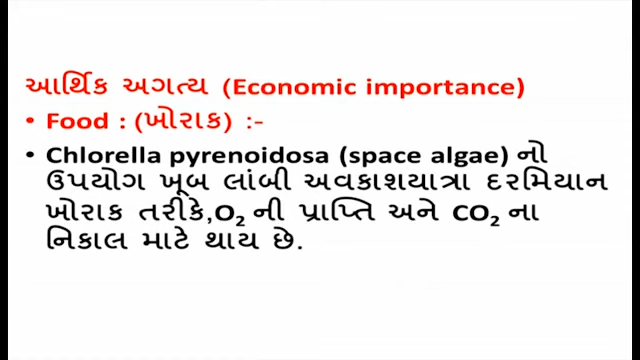 આર્થિક અગત્ય (Economic importance)
• Food : (ખોરાક) :-
• Chlorella pyrenoidosa (space algae) નો
ઉપયોગ ખૂબ લાંબી અવકાશયાત્રા દરમિયાન
ખોરાક તરીકે,O₂ ની પ્રાપ્તિ અને CO₂ ના
નિકાલ માટે થાય છે.